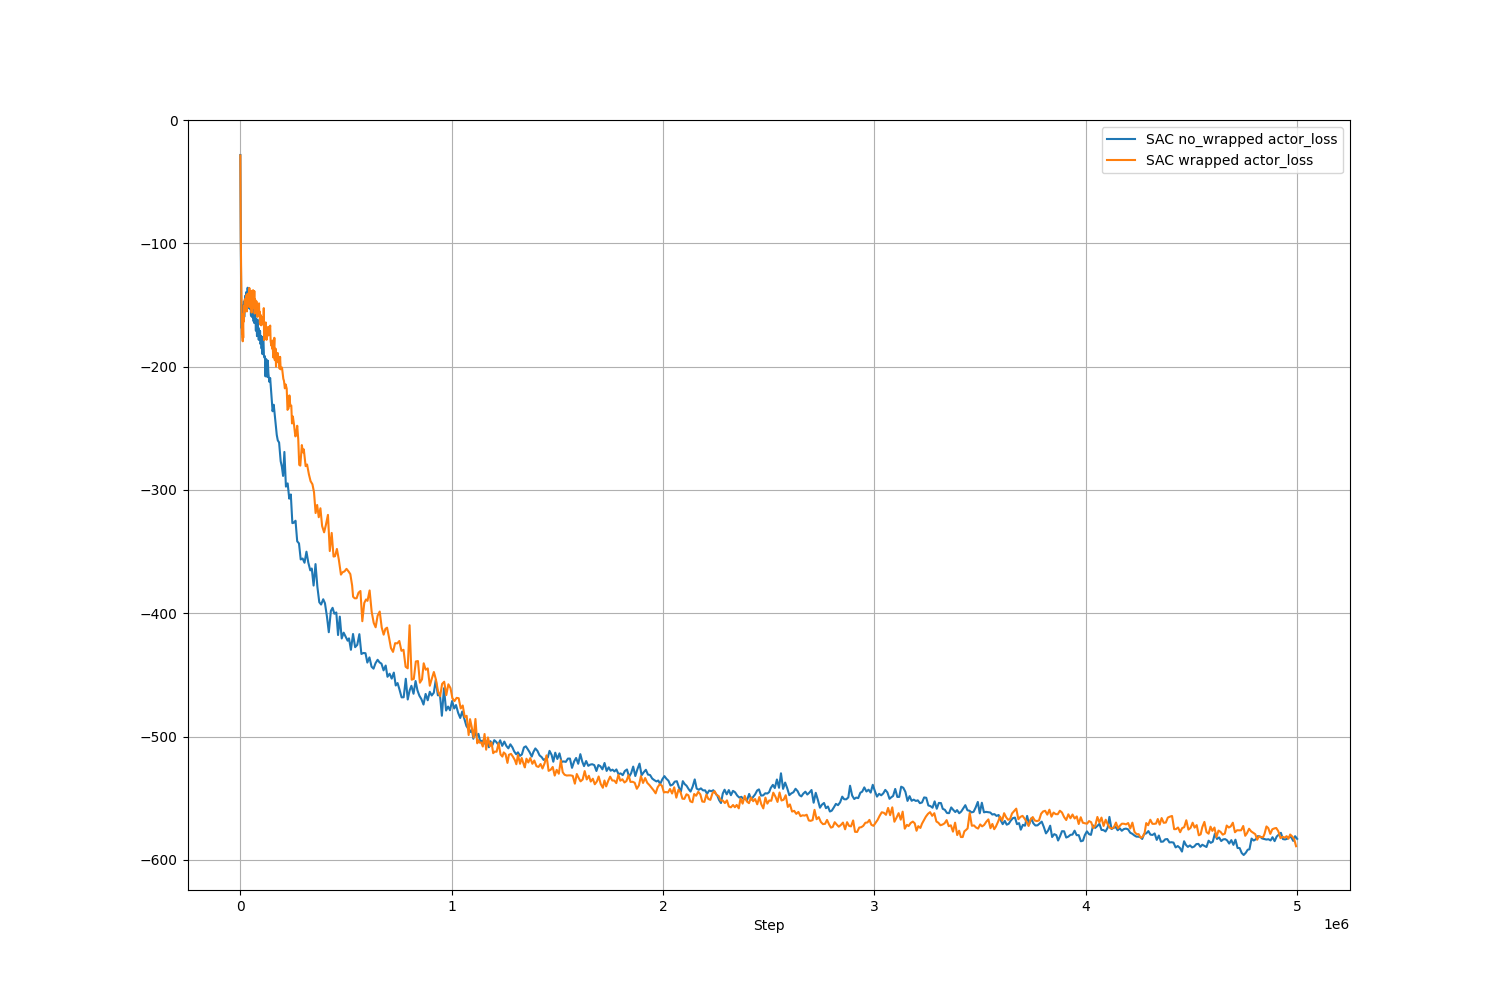 SAC no_wrapped actor_loss
SAC wrapped actor_loss
0
−100
−200
−300
−400
−500
−600
0 1 2 3 4 5
1e6
Step